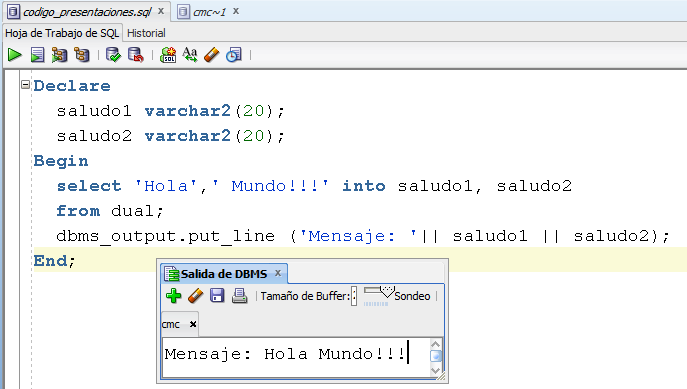 codigo_presentaciones.sql x cmc~1 x
Hoja de Trabajo de SQL Historial
SQL Aa
Declare
saludo1 varchar2(20);
saludo2 varchar2(20);
Begin
select 'Hola',' Mundo!!!' into saludo1, saludo2
from dual;
dbms_output.put_line ('Mensaje: '|| saludo1 || saludo2);
End;
Salida de DBMS x
Tamaño de Buffer: Sondeo
cmc x
Mensaje: Hola Mundo!!!